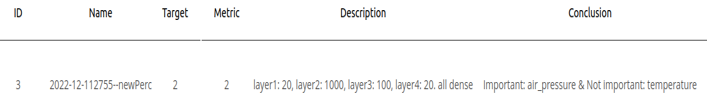 ID Name Target Metric Description Conclusion
3 2022-12-112755--newPerc 2 2 layer1: 20, layer2: 1000, layer3: 100, layer4: 20. all dense Important: air_pressure & Not important: temperature